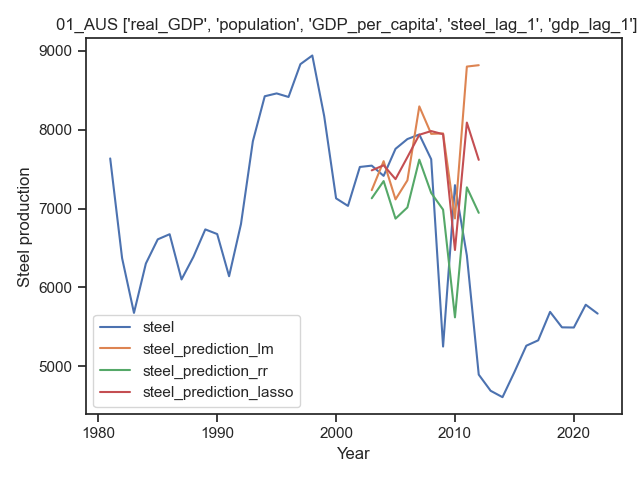 01_AUS ['real_GDP', 'population', 'GDP_per_capita', 'steel_lag_1', 'gdp_lag_1']
9000
8000
7000
6000
5000
Steel production
steel
steel_prediction_lm
steel_prediction_rr
steel_prediction_lasso
1980
1990
2000
2010
2020
Year